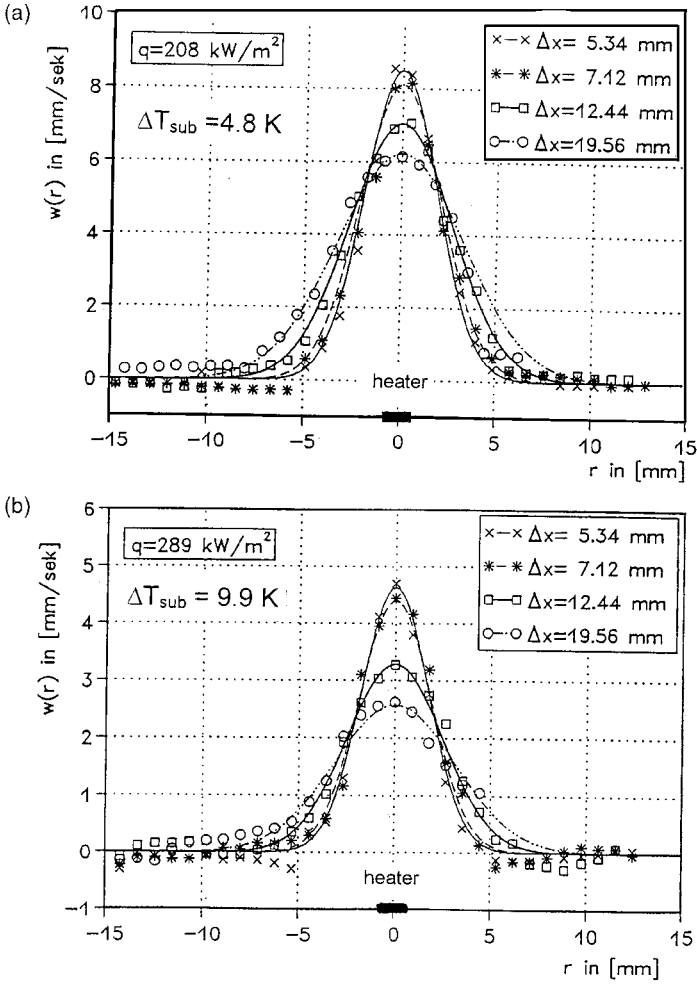 (a)
w(r) in [mm/sek]
10
8
6
4
2
0
q=208 kW/m²
ΔT_sub =4.8 K
×–× Δx= 5.34 mm
✳–✳ Δx= 7.12 mm
□–□ Δx=12.44 mm
○–○ Δx=19.56 mm
heater
−15 −10 −5 0 5 10 15
r in [mm]
(b)
w(r) in [mm/sek]
6
5
4
3
2
1
0
−1
q=289 kW/m²
ΔT_sub = 9.9 K
×–× Δx= 5.34 mm
✳–✳ Δx= 7.12 mm
□–□ Δx=12.44 mm
○–○ Δx=19.56 mm
heater
−15 −10 −5 0 5 10 15
r in [mm]